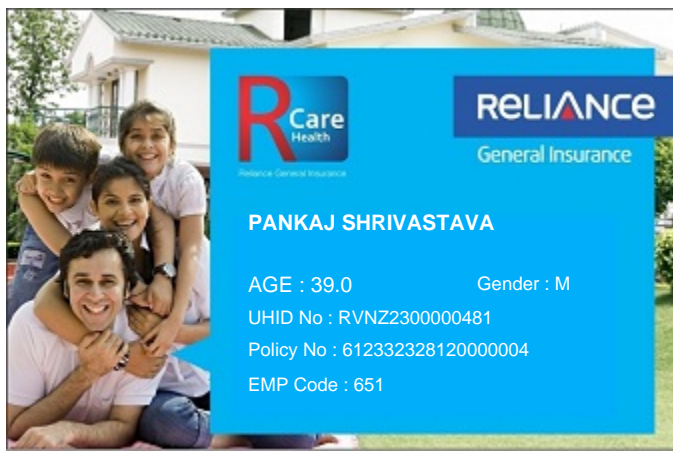 R Care
Health
Reliance General Insurance
RELIANCE
General Insurance
PANKAJ SHRIVASTAVA
AGE : 39.0 Gender : M
UHID No : RVNZ2300000481
Policy No : 612332328120000004
EMP Code : 651